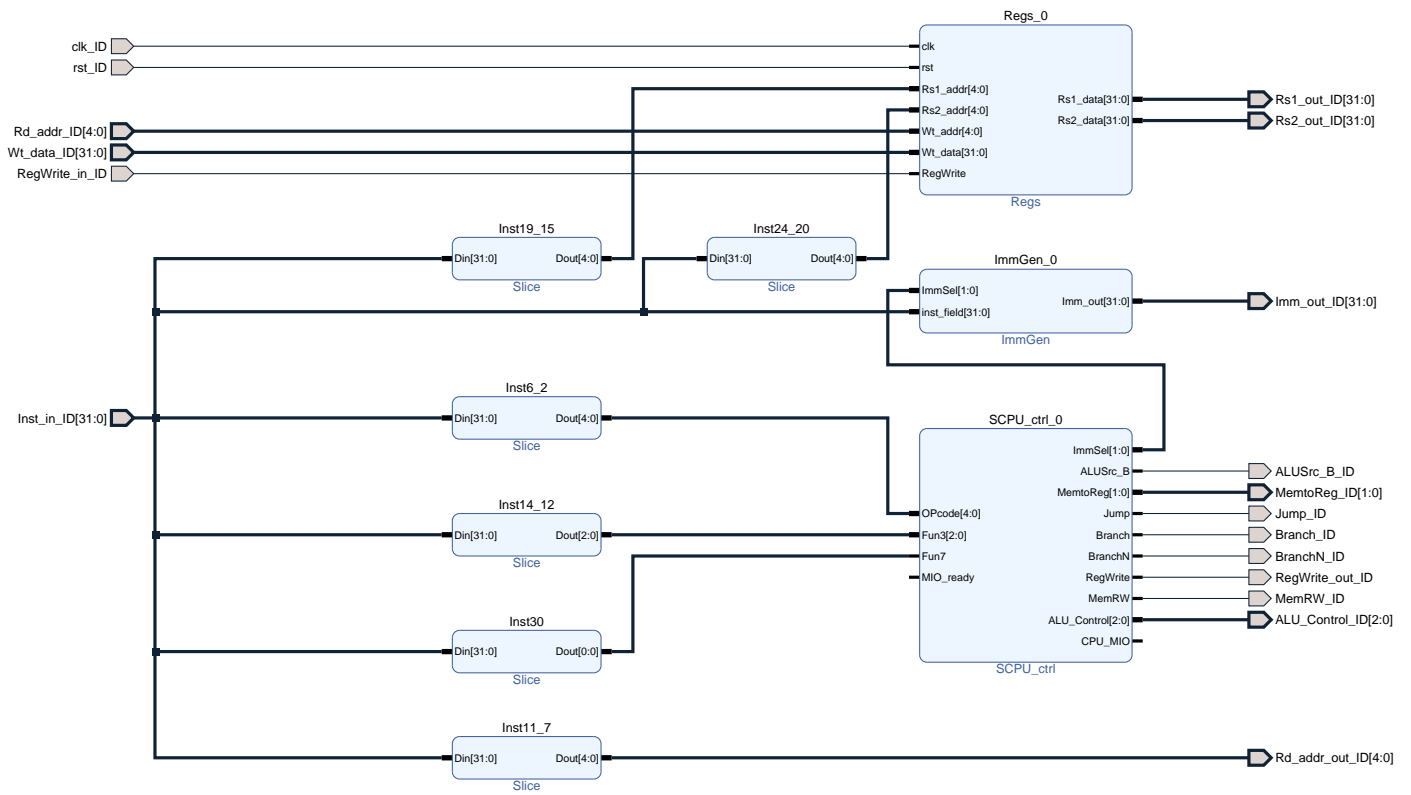 Regs_0
clk_ID
clk
rst_ID
rst
Rs1_addr[4:0]
Rs1_data[31:0]
Rs1_out_ID[31:0]
Rs2_addr[4:0]
Rs2_data[31:0]
Rs2_out_ID[31:0]
Rd_addr_ID[4:0]
Wt_addr[4:0]
Wt_data_ID[31:0]
Wt_data[31:0]
RegWrite_in_ID
RegWrite
Regs
Inst19_15
Din[31:0]
Dout[4:0]
Slice
Inst24_20
Din[31:0]
Dout[4:0]
Slice
ImmGen_0
ImmSel[1:0]
inst_field[31:0]
Imm_out[31:0]
Imm_out_ID[31:0]
ImmGen
Inst_in_ID[31:0]
Inst6_2
Din[31:0]
Dout[4:0]
Slice
SCPU_ctrl_0
ImmSel[1:0]
ALUSrc_B
ALUSrc_B_ID
MemtoReg[1:0]
MemtoReg_ID[1:0]
OPcode[4:0]
Jump
Jump_ID
Fun3[2:0]
Branch
Branch_ID
Fun7
BranchN
BranchN_ID
MIO_ready
RegWrite
RegWrite_out_ID
MemRW
MemRW_ID
ALU_Control[2:0]
ALU_Control_ID[2:0]
CPU_MIO
SCPU_ctrl
Inst14_12
Din[31:0]
Dout[2:0]
Slice
Inst30
Din[31:0]
Dout[0:0]
Slice
Inst11_7
Din[31:0]
Dout[4:0]
Slice
Rd_addr_out_ID[4:0]